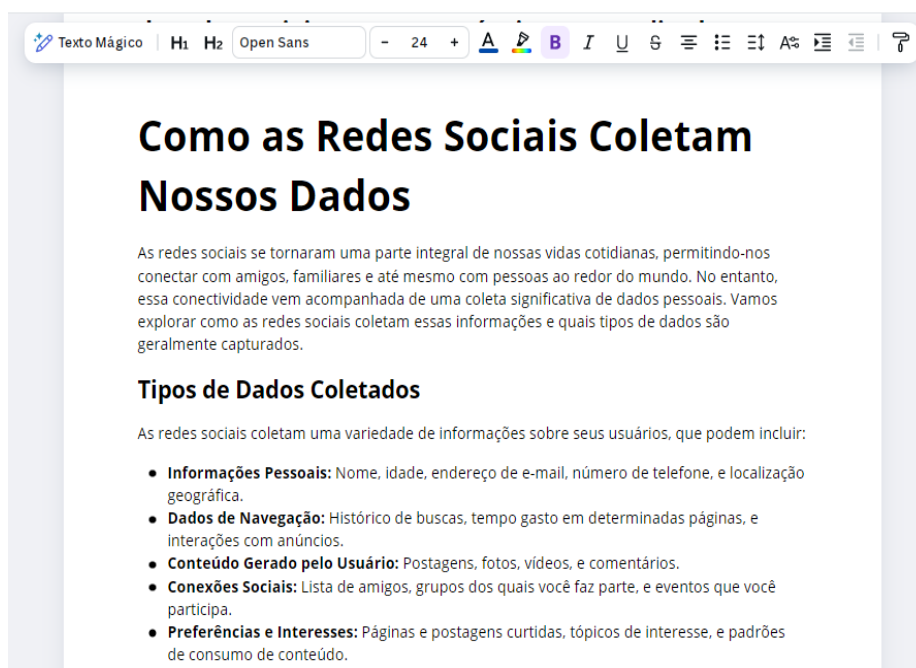 Texto Mágico H1 H2 Open Sans - 24 + A B I U S
Como as Redes Sociais Coletam
Nossos Dados
As redes sociais se tornaram uma parte integral de nossas vidas cotidianas, permitindo-nos
conectar com amigos, familiares e até mesmo com pessoas ao redor do mundo. No entanto,
essa conectividade vem acompanhada de uma coleta significativa de dados pessoais. Vamos
explorar como as redes sociais coletam essas informações e quais tipos de dados são
geralmente capturados.
Tipos de Dados Coletados
As redes sociais coletam uma variedade de informações sobre seus usuários, que podem incluir:
• Informações Pessoais: Nome, idade, endereço de e-mail, número de telefone, e localização
geográfica.
• Dados de Navegação: Histórico de buscas, tempo gasto em determinadas páginas, e
interações com anúncios.
• Conteúdo Gerado pelo Usuário: Postagens, fotos, vídeos, e comentários.
• Conexões Sociais: Lista de amigos, grupos dos quais você faz parte, e eventos que você
participa.
• Preferências e Interesses: Páginas e postagens curtidas, tópicos de interesse, e padrões
de consumo de conteúdo.